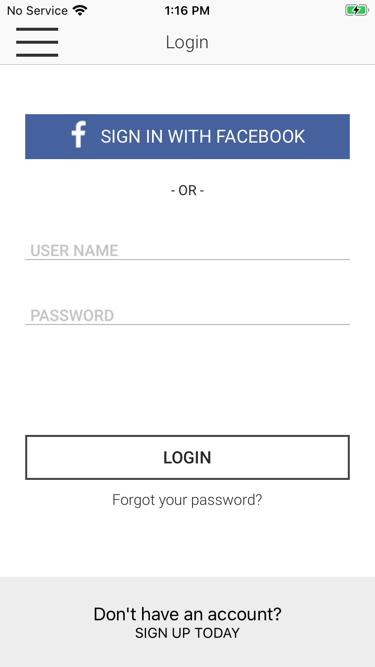 No Service 1:16 PM
Login
f SIGN IN WITH FACEBOOK
- OR -
USER NAME
PASSWORD
LOGIN
Forgot your password?
Don't have an account?
SIGN UP TODAY